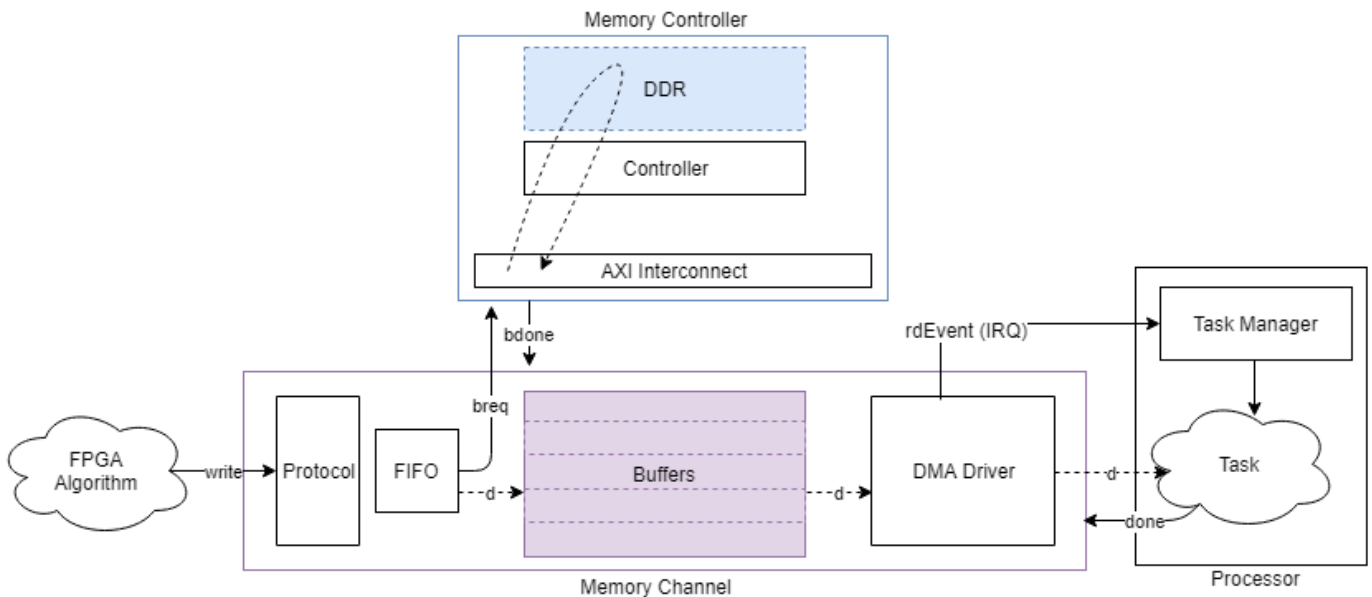 Memory Controller
DDR
Controller
AXI Interconnect
bdone
rdEvent (IRQ)
Task Manager
breq
FPGA
Algorithm
write
Protocol
FIFO
d
Buffers
d
DMA Driver
d
Task
done
Memory Channel
Processor